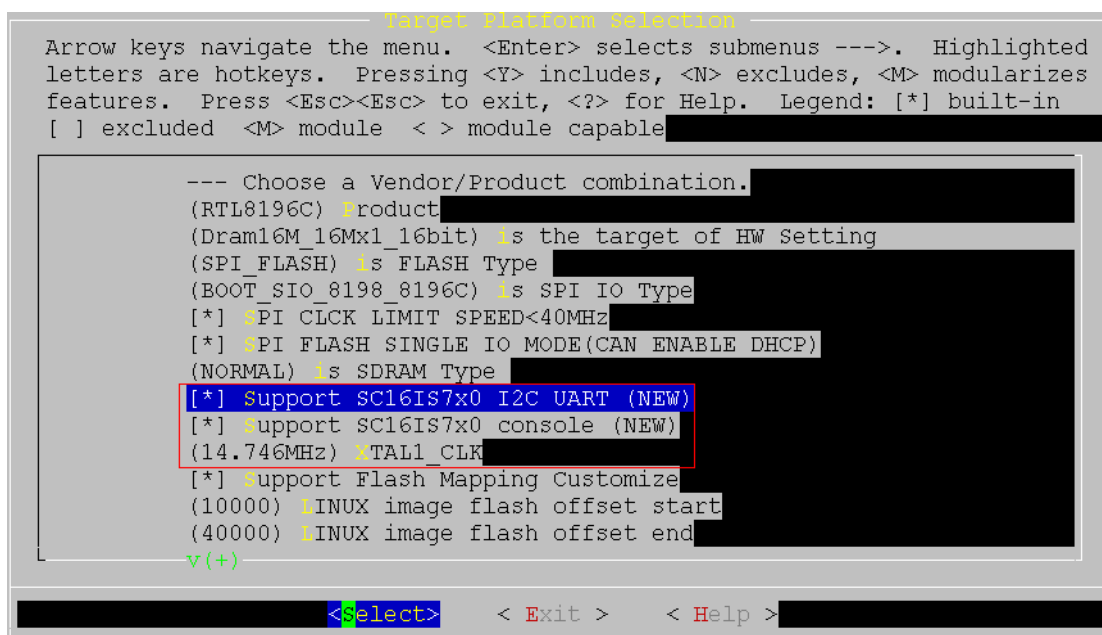 Target Platform Selection
Arrow keys navigate the menu.  <Enter> selects submenus --->.  Highlighted
letters are hotkeys.  Pressing <Y> includes, <N> excludes, <M> modularizes
features.  Press <Esc><Esc> to exit, <?> for Help.  Legend: [*] built-in
[ ] excluded  <M> module  < > module capable
--- Choose a Vendor/Product combination.
(RTL8196C) Product
(Dram16M_16Mx1_16bit) is the target of HW Setting
(SPI_FLASH) is FLASH Type
(BOOT_SIO_8198_8196C) is SPI IO Type
[*] SPI CLCK LIMIT SPEED<40MHz
[*] SPI FLASH SINGLE IO MODE(CAN ENABLE DHCP)
(NORMAL) is SDRAM Type
[*] Support SC16IS7x0 I2C UART (NEW)
[*] Support SC16IS7x0 console (NEW)
(14.746MHz) XTAL1_CLK
[*] Support Flash Mapping Customize
(10000) LINUX image flash offset start
(40000) LINUX image flash offset end
v(+)
<Select>    < Exit >    < Help >